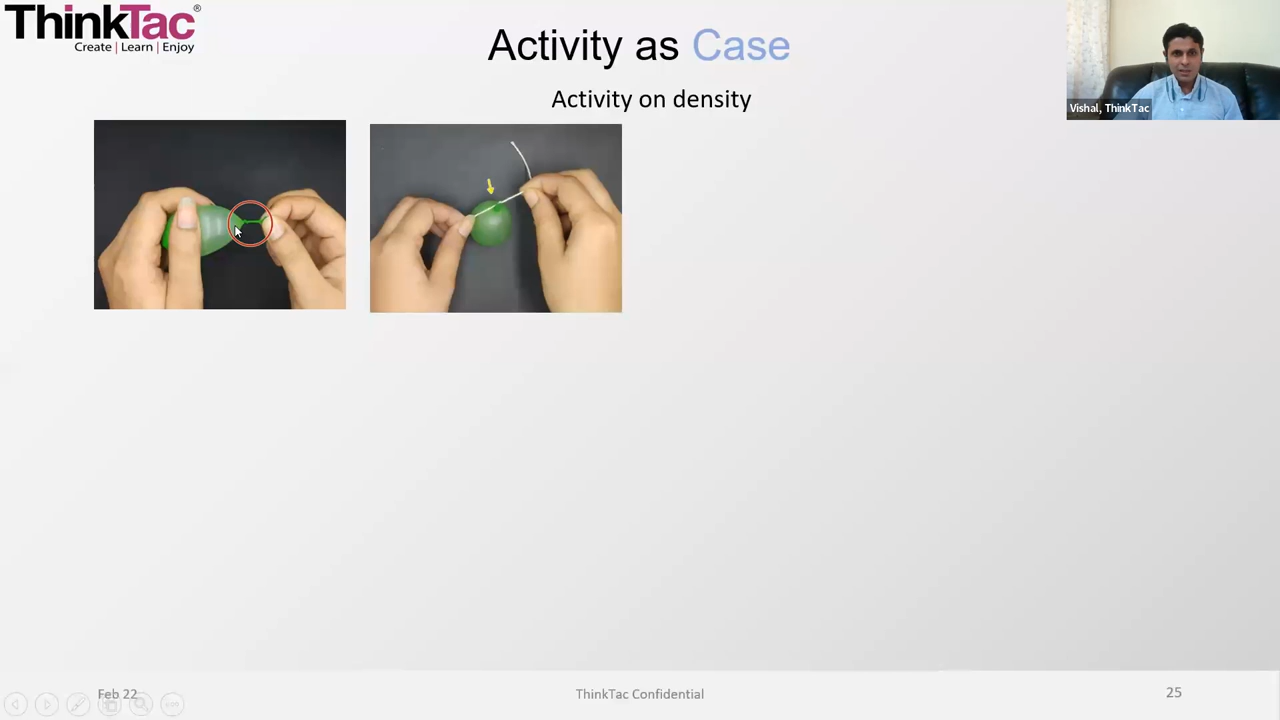 ThinkTac®
Create | Learn | Enjoy
Activity as Case
Activity on density
Vishal, ThinkTac
Feb 22
ThinkTac Confidential
25